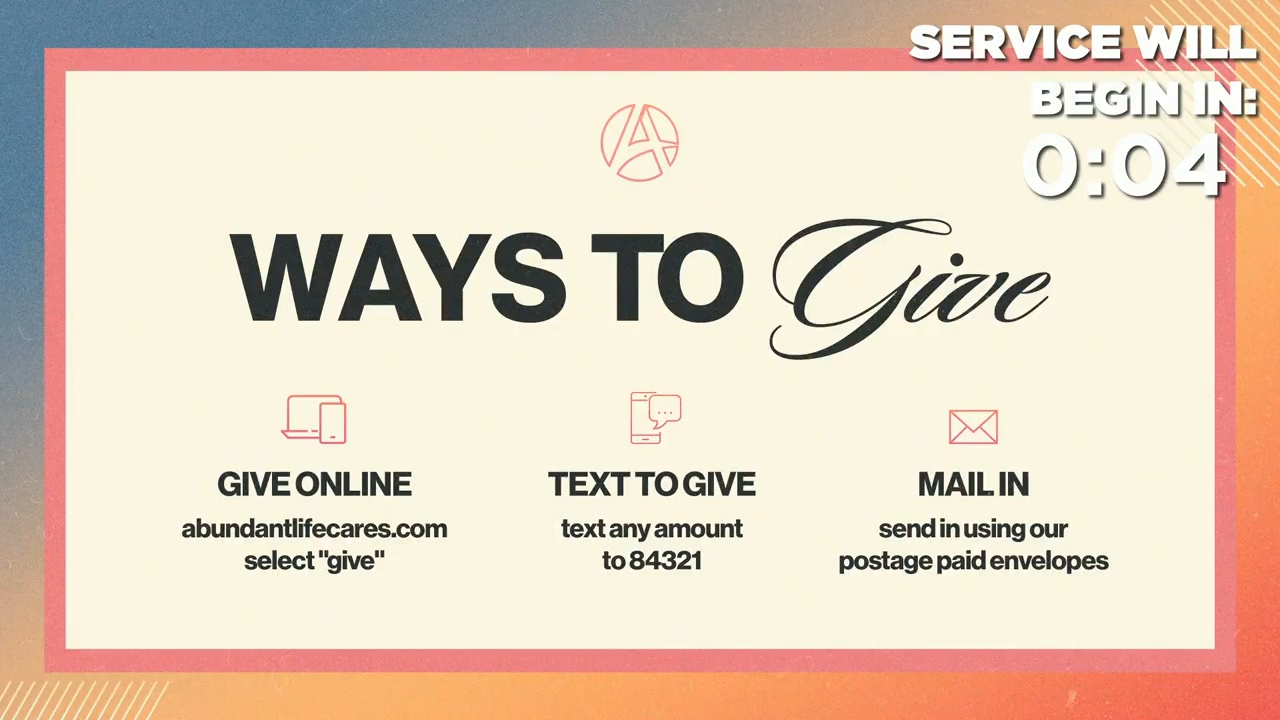 SERVICE WILL
BEGIN IN:
0:04
WAYS TO Give
GIVE ONLINE
abundantlifecares.com
select "give"
TEXT TO GIVE
text any amount
to 84321
MAIL IN
send in using our
postage paid envelopes